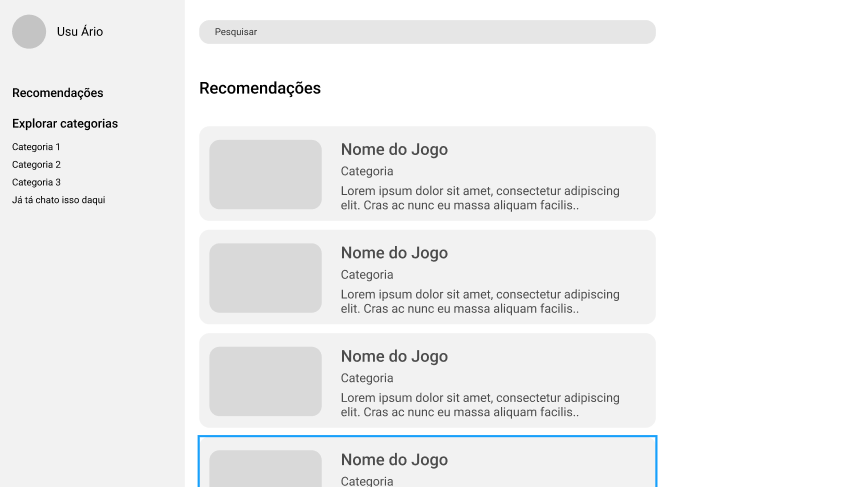 Usu Ário
Recomendações
Explorar categorias
Categoria 1
Categoria 2
Categoria 3
Já tá chato isso daqui
Pesquisar
Recomendações
Nome do Jogo
Categoria
Lorem ipsum dolor sit amet, consectetur adipiscing
elit. Cras ac nunc eu massa aliquam facilis..
Nome do Jogo
Categoria
Lorem ipsum dolor sit amet, consectetur adipiscing
elit. Cras ac nunc eu massa aliquam facilis..
Nome do Jogo
Categoria
Lorem ipsum dolor sit amet, consectetur adipiscing
elit. Cras ac nunc eu massa aliquam facilis..
Nome do Jogo
Categoria